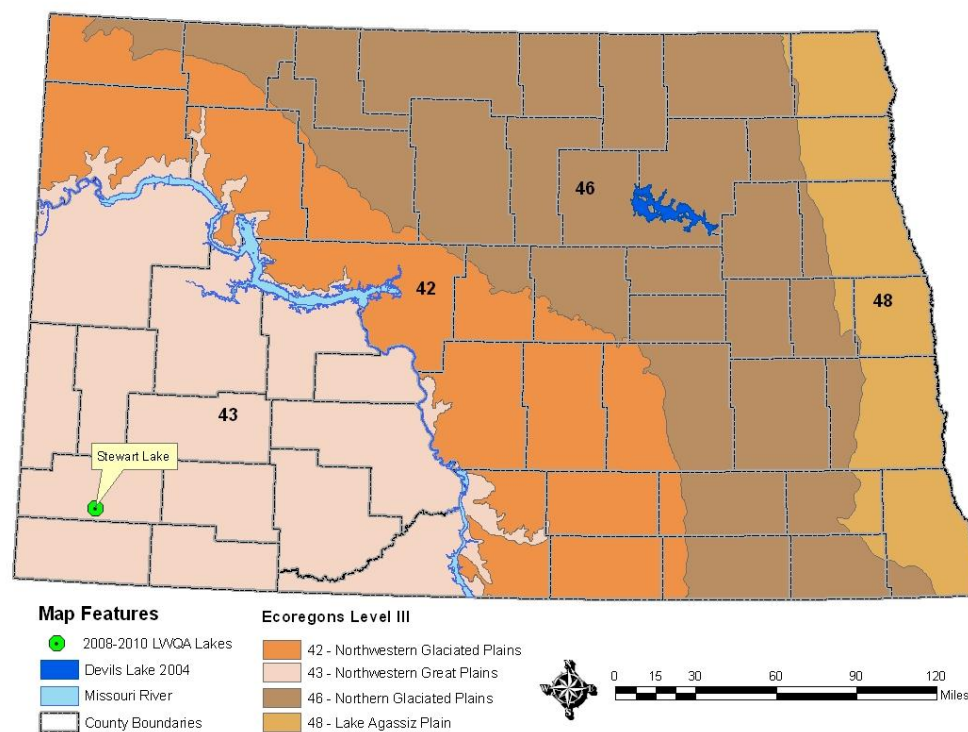 46
48
42
43
Stewart Lake
Map Features
2008-2010 LWQA Lakes
Devils Lake 2004
Missouri River
County Boundaries
Ecoregons Level III
42 - Northwestern Glaciated Plains
43 - Northwestern Great Plains
46 - Northern Glaciated Plains
48 - Lake Agassiz Plain
N
S
0 15 30 60 90 120
Miles